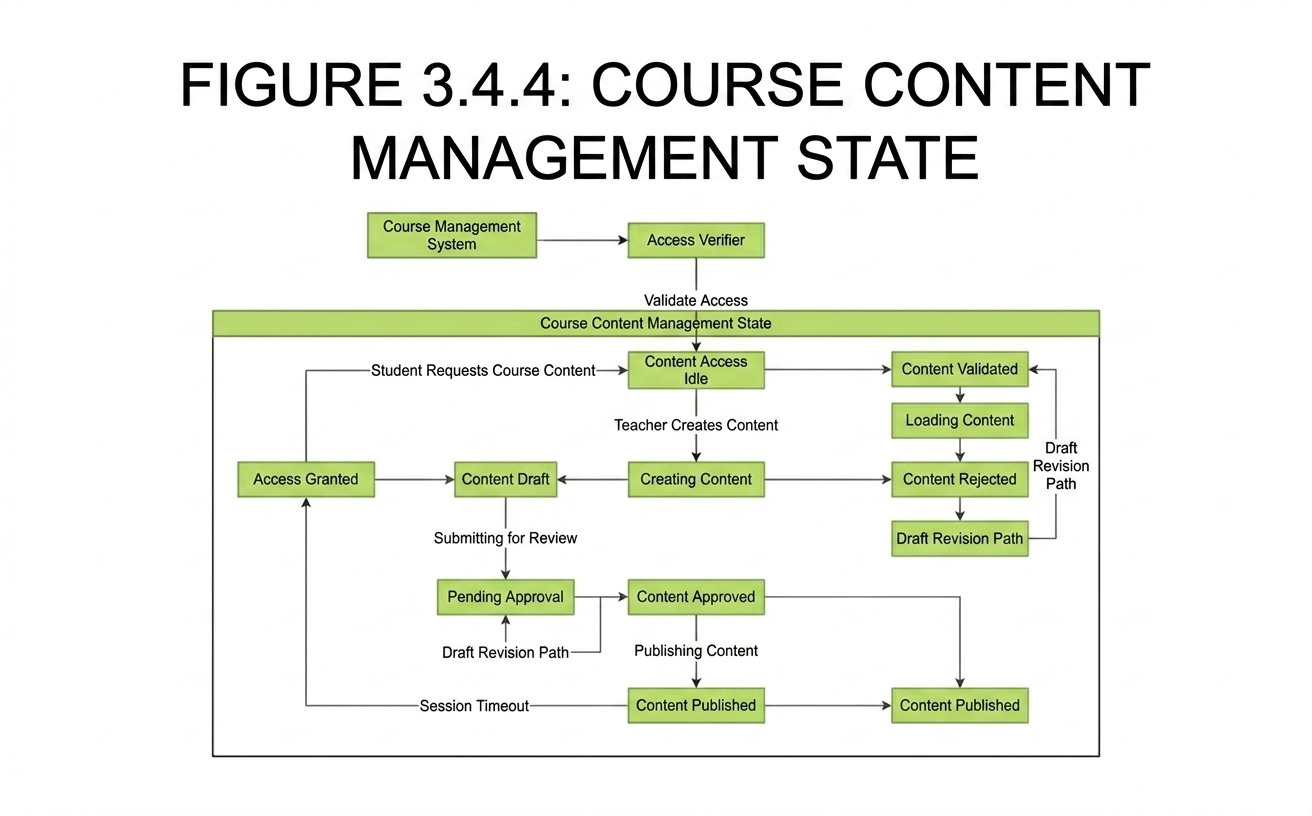 FIGURE 3.4.4: COURSE CONTENT
MANAGEMENT STATE
Course Management
System
Access Verifier
Validate Access
Course Content Management State
Student Requests Course Content
Content Access
Idle
Content Validated
Teacher Creates Content
Loading Content
Draft
Revision
Path
Access Granted
Content Draft
Creating Content
Content Rejected
Submitting for Review
Draft Revision Path
Pending Approval
Content Approved
Draft Revision Path
Publishing Content
Session Timeout
Content Published
Content Published